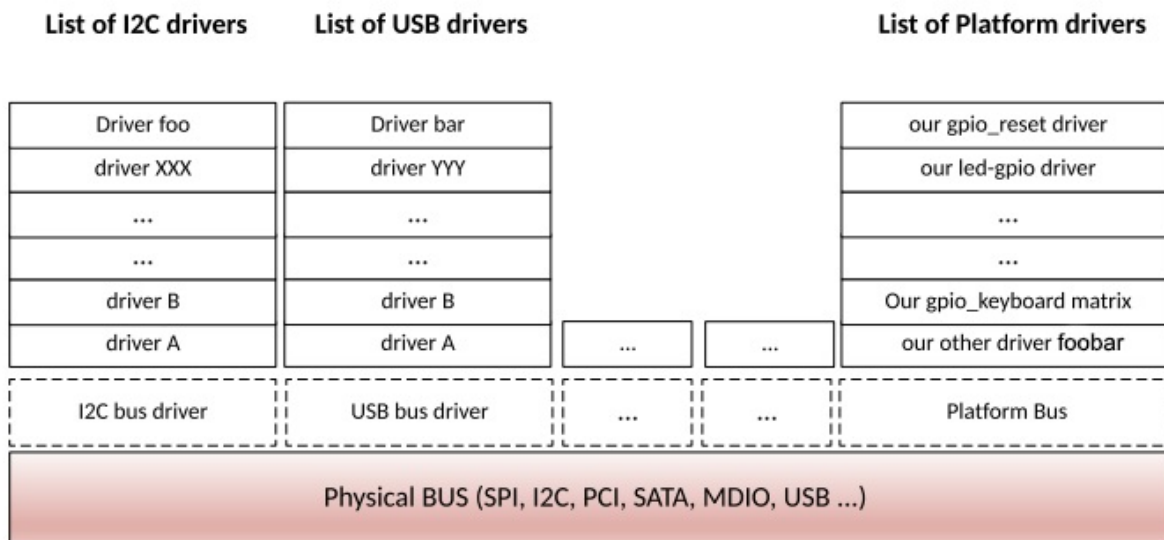 List of I2C drivers
List of USB drivers
List of Platform drivers
Driver foo
Driver bar
our gpio_reset driver
driver XXX
driver YYY
our led-gpio driver
...
...
...
...
...
...
driver B
driver B
Our gpio_keyboard matrix
driver A
driver A
...
...
our other driver foobar
I2C bus driver
USB bus driver
...
...
Platform Bus
Physical BUS (SPI, I2C, PCI, SATA, MDIO, USB ...)